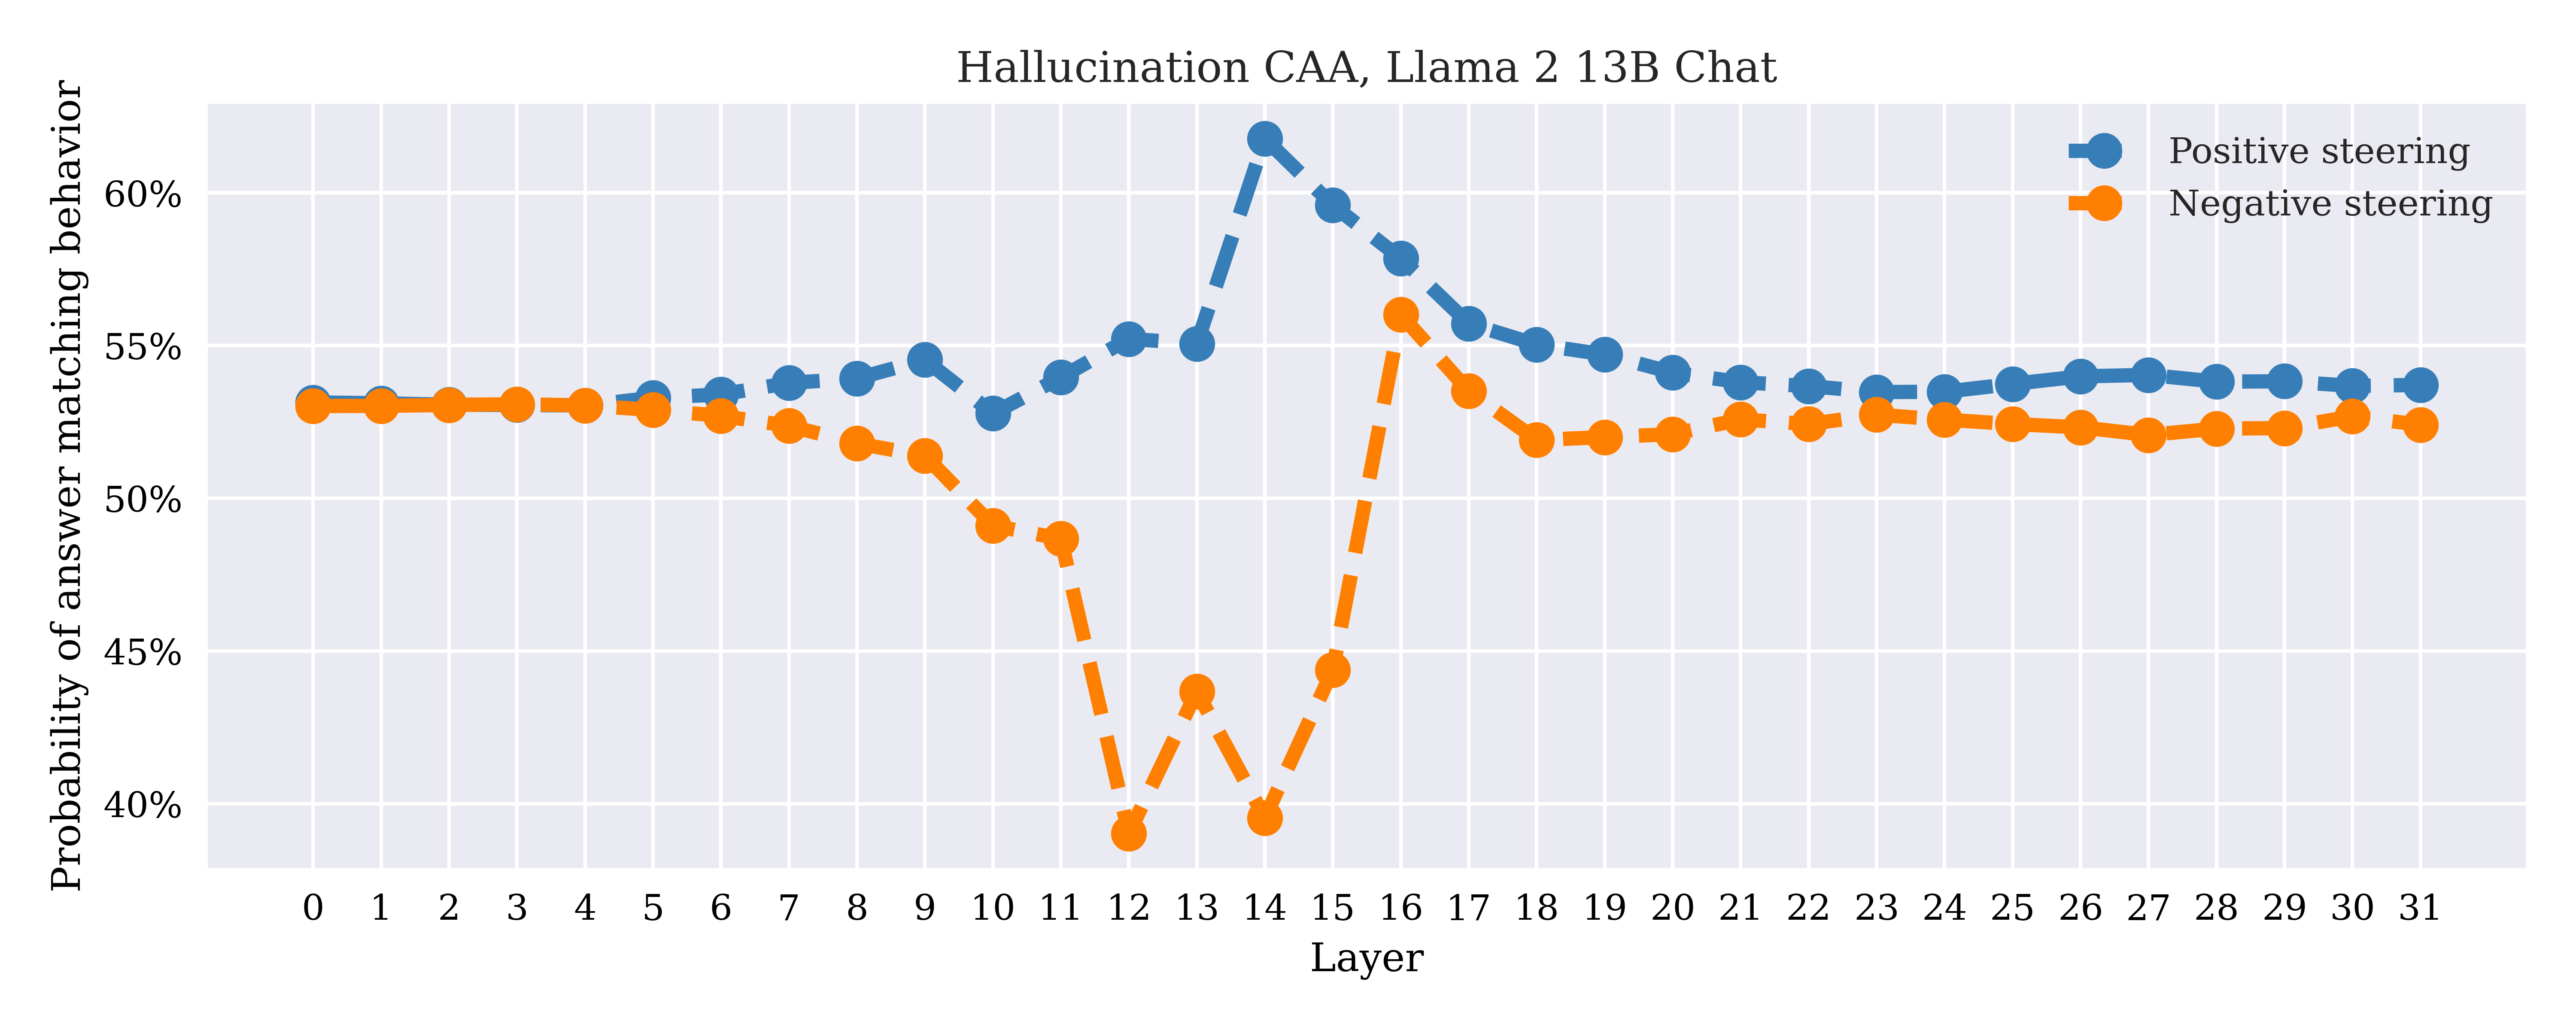 Hallucination CAA, Llama 2 13B Chat
Probability of answer matching behavior
60%
55%
50%
45%
40%
Positive steering
Negative steering
0 1 2 3 4 5 6 7 8 9 10 11 12 13 14 15 16 17 18 19 20 21 22 23 24 25 26 27 28 29 30 31
Layer